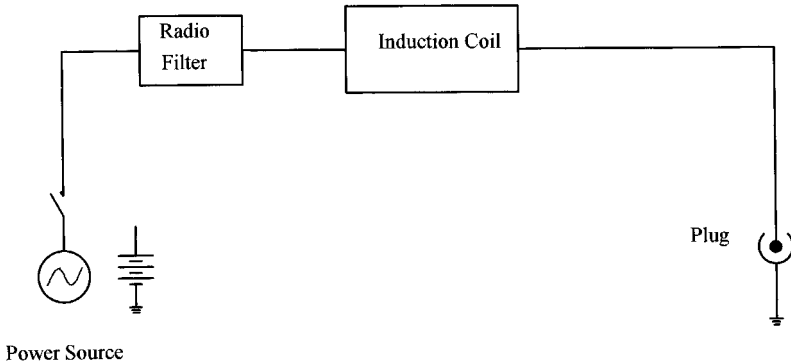 Radio
Filter
Induction Coil
Plug
Power Source